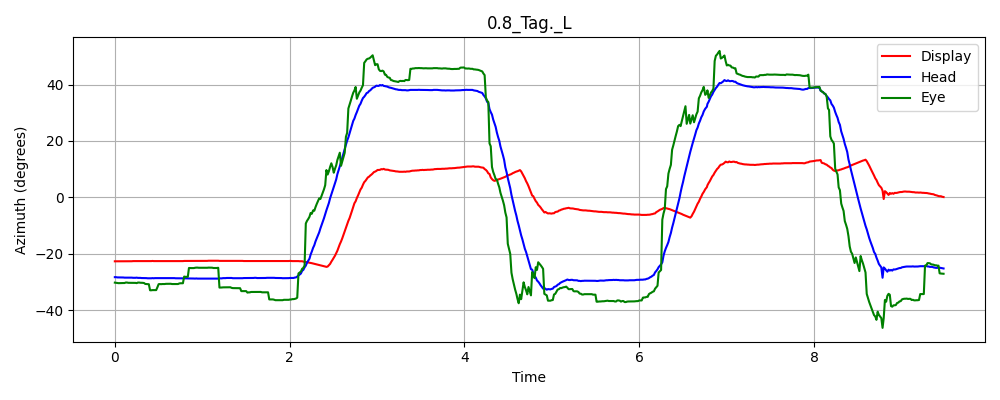 0.8_Tag._L
Display
Head
Eye
Azimuth (degrees)
40
20
0
−20
−40
0 2 4 6 8
Time